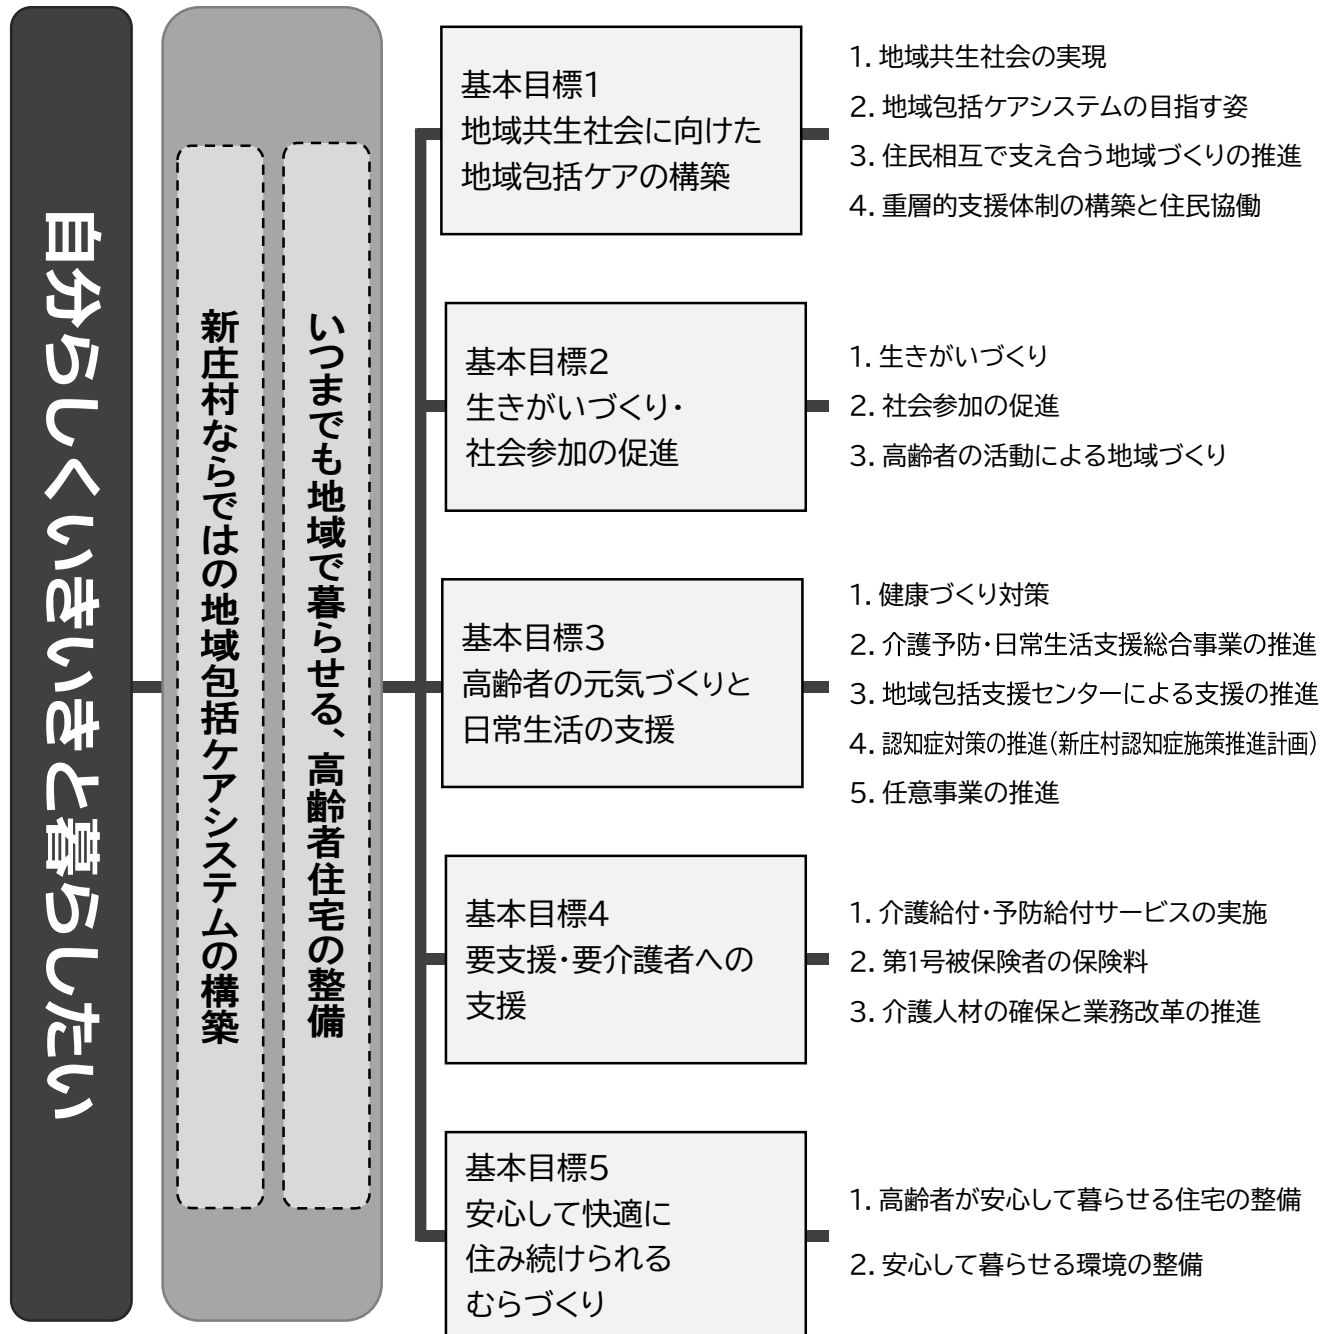 自分らしくいきいきと暮らしたい
新庄村ならではの地域包括ケアシステムの構築
いつまでも地域で暮らせる、高齢者住宅の整備
基本目標1
地域共生社会に向けた
地域包括ケアの構築
1. 地域共生社会の実現
2. 地域包括ケアシステムの目指す姿
3. 住民相互で支え合う地域づくりの推進
4. 重層的支援体制の構築と住民協働
基本目標2
生きがいづくり・
社会参加の促進
1. 生きがいづくり
2. 社会参加の促進
3. 高齢者の活動による地域づくり
基本目標3
高齢者の元気づくりと
日常生活の支援
1. 健康づくり対策
2. 介護予防・日常生活支援総合事業の推進
3. 地域包括支援センターによる支援の推進
4. 認知症対策の推進(新庄村認知症施策推進計画)
5. 任意事業の推進
基本目標4
要支援・要介護者への
支援
1. 介護給付・予防給付サービスの実施
2. 第1号被保険者の保険料
3. 介護人材の確保と業務改革の推進
基本目標5
安心して快適に
住み続けられる
むらづくり
1. 高齢者が安心して暮らせる住宅の整備
2. 安心して暮らせる環境の整備